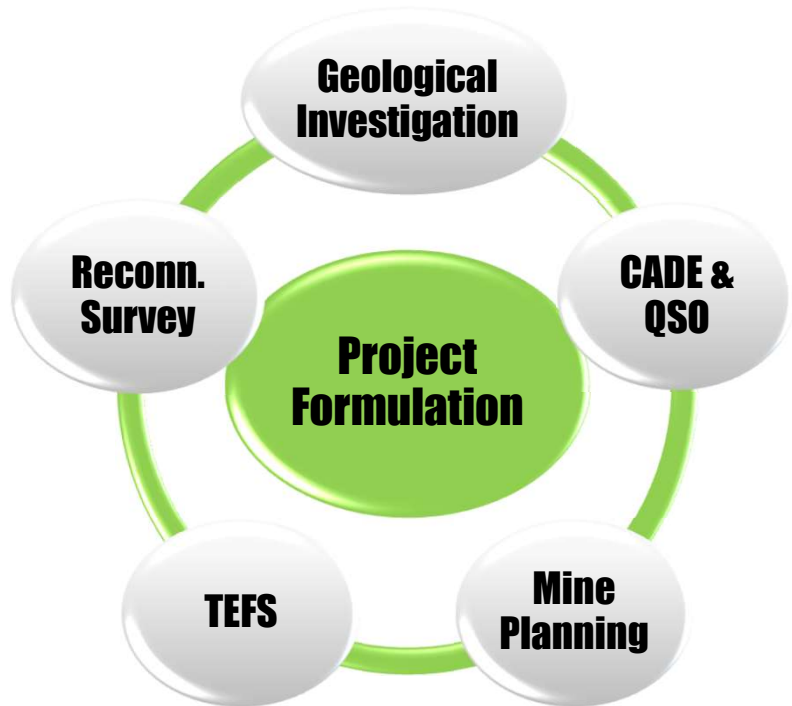 Geological
Investigation
Reconn.
Survey
CADE &
QSO
Project
Formulation
TEFS
Mine
Planning